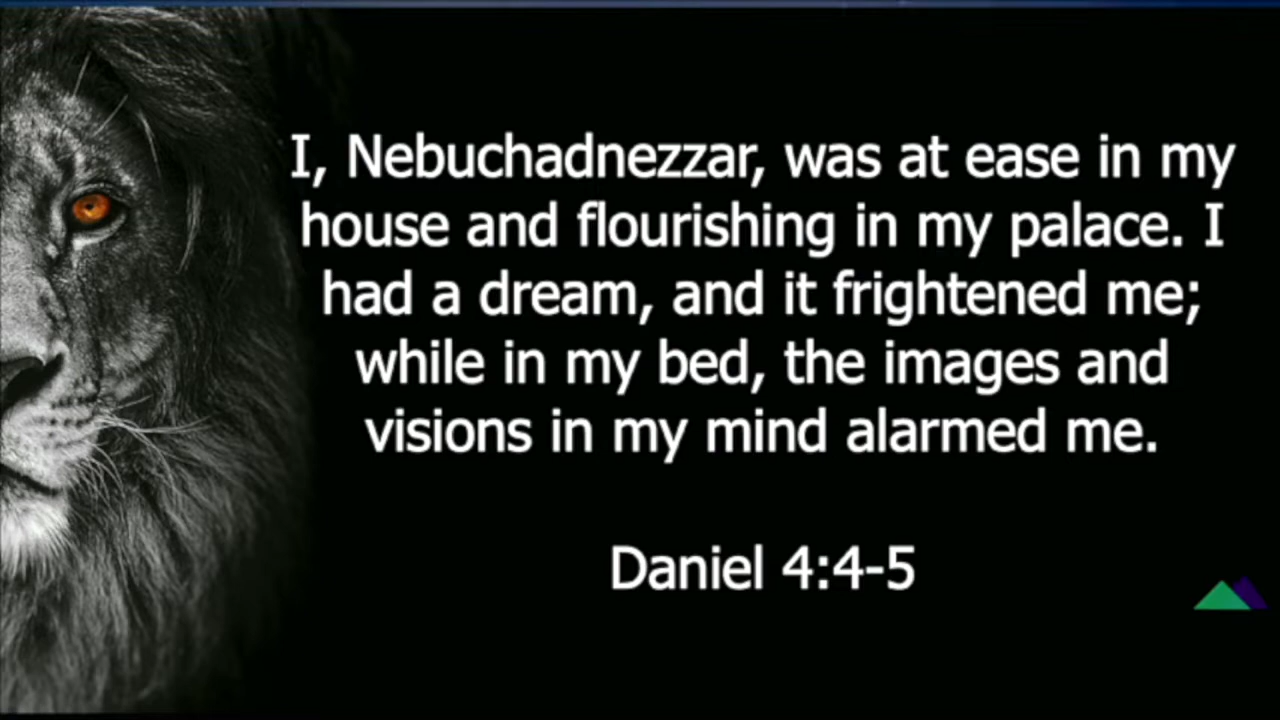 I, Nebuchadnezzar, was at ease in my
house and flourishing in my palace. I
had a dream, and it frightened me;
while in my bed, the images and
visions in my mind alarmed me.
Daniel 4:4-5